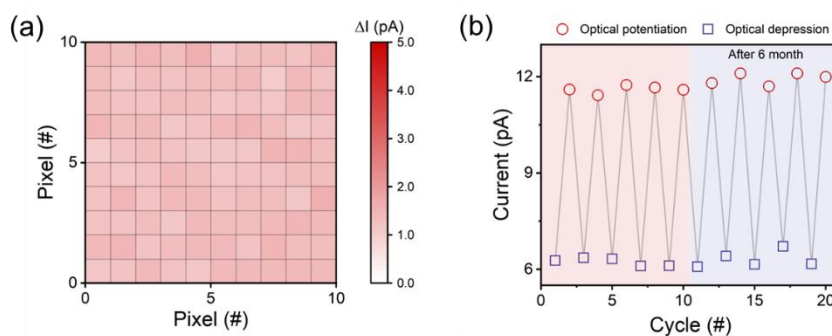 (a)
ΔI (pA)
10
5
0
Pixel (#)
0 5 10
Pixel (#)
5.0
4.0
3.0
2.0
1.0
0.0
(b)
Optical potentiation Optical depression
After 6 month
12
9
6
Current (pA)
0 5 10 15 20
Cycle (#)